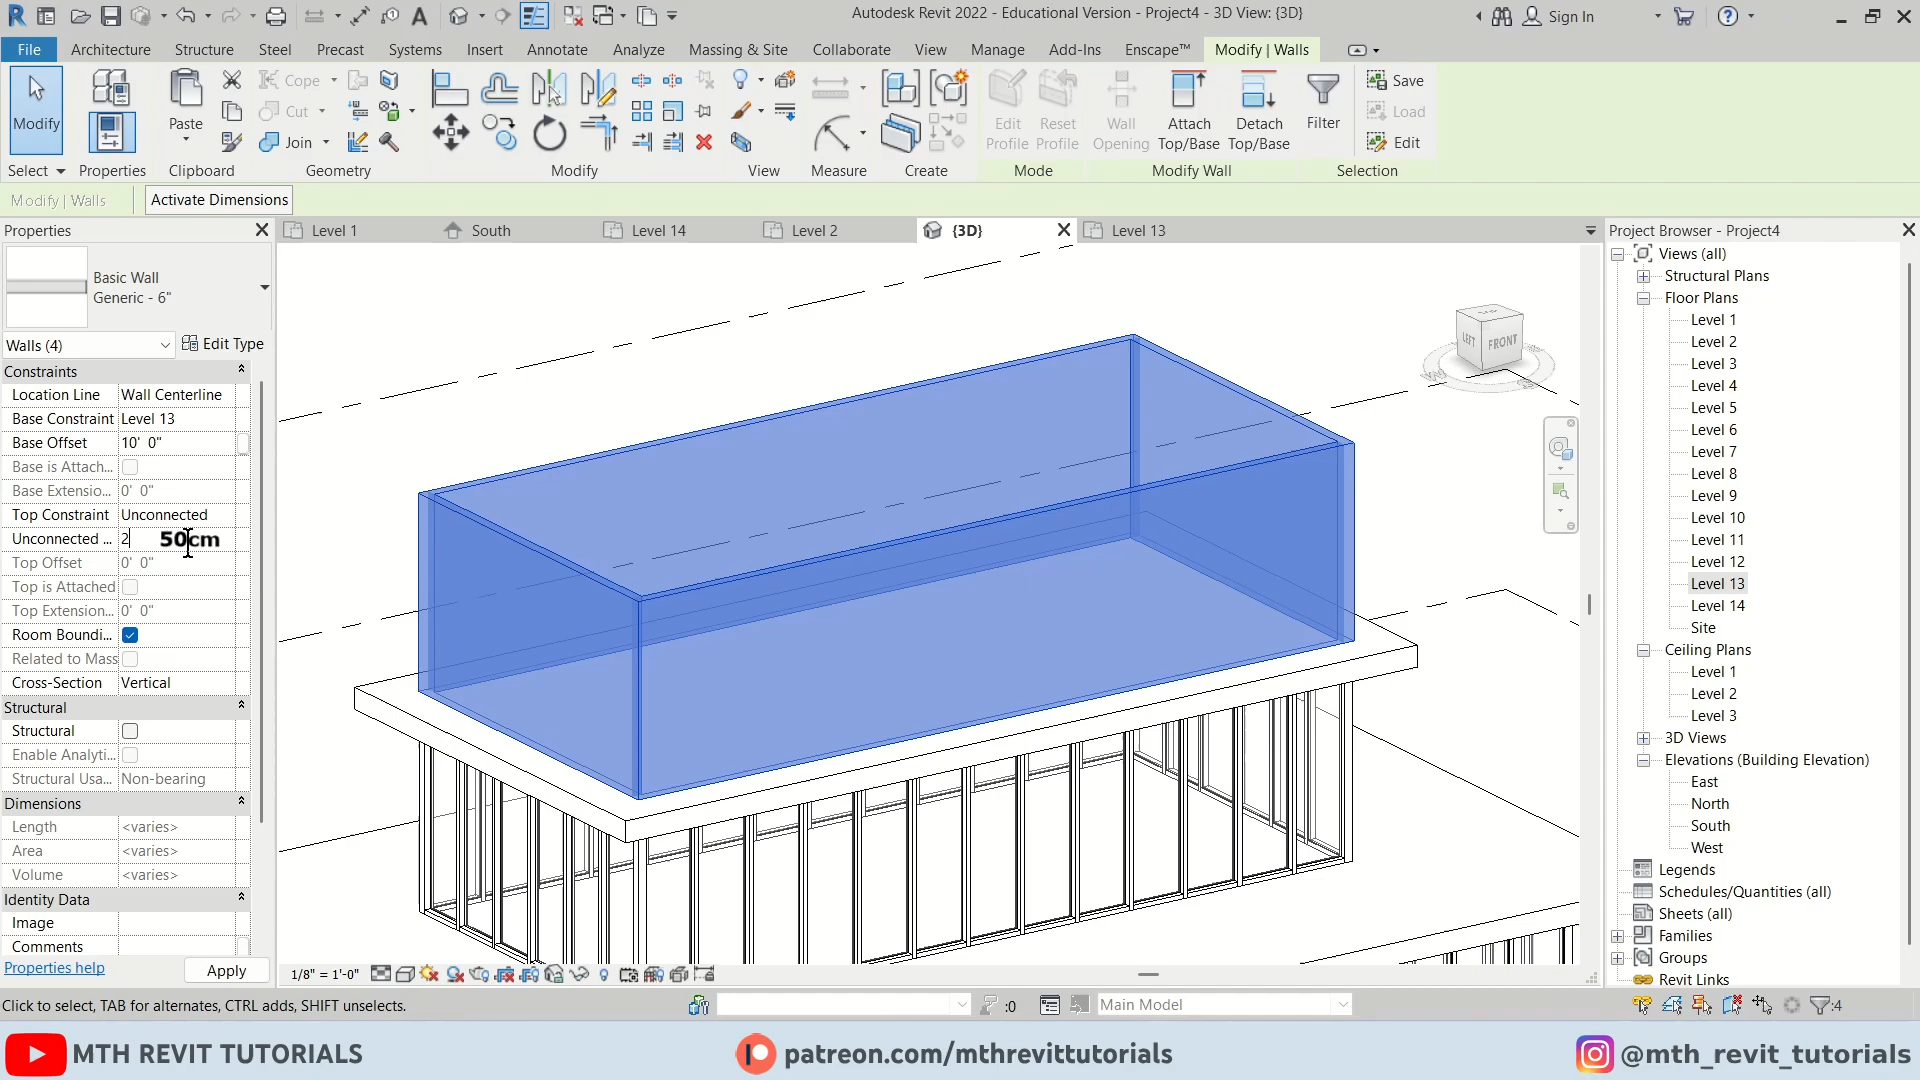 Autodesk Revit 2022 - Educational Version - Project4 - 3D View: {3D}
Sign In
File Architecture Structure Steel Precast Systems Insert Annotate Analyze Massing & Site Collaborate View Manage Add-Ins Enscape™ Modify | Walls
Modify
Paste
Cope
Cut
Join
Edit Profile
Reset Profile
Wall Opening
Attach Top/Base
Detach Top/Base
Filter
Save
Load
Edit
Select Properties Clipboard Geometry Modify View Measure Create Mode Modify Wall Selection
Modify | Walls
Activate Dimensions
Properties
Basic Wall
Generic - 6"
Walls (4)
Edit Type
Constraints
Location Line Wall Centerline
Base Constraint Level 13
Base Offset 10' 0"
Base is Attach...
Base Extensio... 0' 0"
Top Constraint Unconnected
Unconnected ... 2 50cm
Top Offset 0' 0"
Top is Attached
Top Extension... 0' 0"
Room Boundi...
Related to Mass
Cross-Section Vertical
Structural
Structural
Enable Analyti...
Structural Usa... Non-bearing
Dimensions
Length <varies>
Area <varies>
Volume <varies>
Identity Data
Image
Comments
Properties help
Apply
Level 1 South Level 14 Level 2 {3D} Level 13
LEFT FRONT
1/8" = 1'-0"
Project Browser - Project4
Views (all)
Structural Plans
Floor Plans
Level 1
Level 2
Level 3
Level 4
Level 5
Level 6
Level 7
Level 8
Level 9
Level 10
Level 11
Level 12
Level 13
Level 14
Site
Ceiling Plans
Level 1
Level 2
Level 3
3D Views
Elevations (Building Elevation)
East
North
South
West
Legends
Schedules/Quantities (all)
Sheets (all)
Families
Groups
Revit Links
Click to select, TAB for alternates, CTRL adds, SHIFT unselects.
:0
Main Model
:4
MTH REVIT TUTORIALS
patreon.com/mthrevittutorials
@mth_revit_tutorials